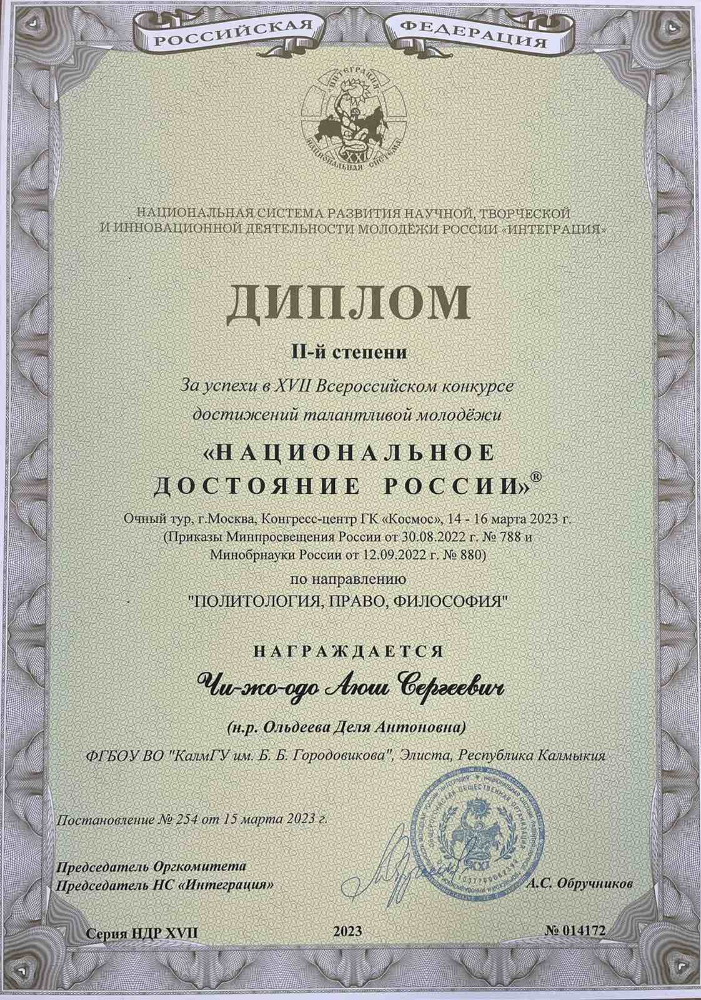 РОССИЙСКАЯ ФЕДЕРАЦИЯ
"ИНТЕГРАЦИЯ"
XXI
НАЦИОНАЛЬНАЯ СИСТЕМА
НАЦИОНАЛЬНАЯ СИСТЕМА РАЗВИТИЯ НАУЧНОЙ, ТВОРЧЕСКОЙ
И ИННОВАЦИОННОЙ ДЕЯТЕЛЬНОСТИ МОЛОДЁЖИ РОССИИ «ИНТЕГРАЦИЯ»
ДИПЛОМ
II-й степени
За успехи в XVII Всероссийском конкурсе
достижений талантливой молодёжи
«НАЦИОНАЛЬНОЕ
ДОСТОЯНИЕ РОССИИ»®
Очный тур, г.Москва, Конгресс-центр ГК «Космос», 14 - 16 марта 2023 г.
(Приказы Минпросвещения России от 30.08.2022 г. № 788 и
Минобрнауки России от 12.09.2022 г. № 880)
по направлению
"ПОЛИТОЛОГИЯ, ПРАВО, ФИЛОСОФИЯ"
НАГРАЖДАЕТСЯ
Чи-жо-одо Аюш Сергеевич
(н.р. Ольдеева Деля Антоновна)
ФГБОУ ВО "КалмГУ им. Б. Б. Городовикова", Элиста, Республика Калмыкия
Постановление № 254 от 15 марта 2023 г.
ОБЩЕРОССИЙСКАЯ ОБЩЕСТВЕННАЯ ОРГАНИЗАЦИЯ
XXI
Председатель Оргкомитета
Председатель НС «Интеграция»
А.С. Обручников
Серия НДР XVII
2023
№ 014172